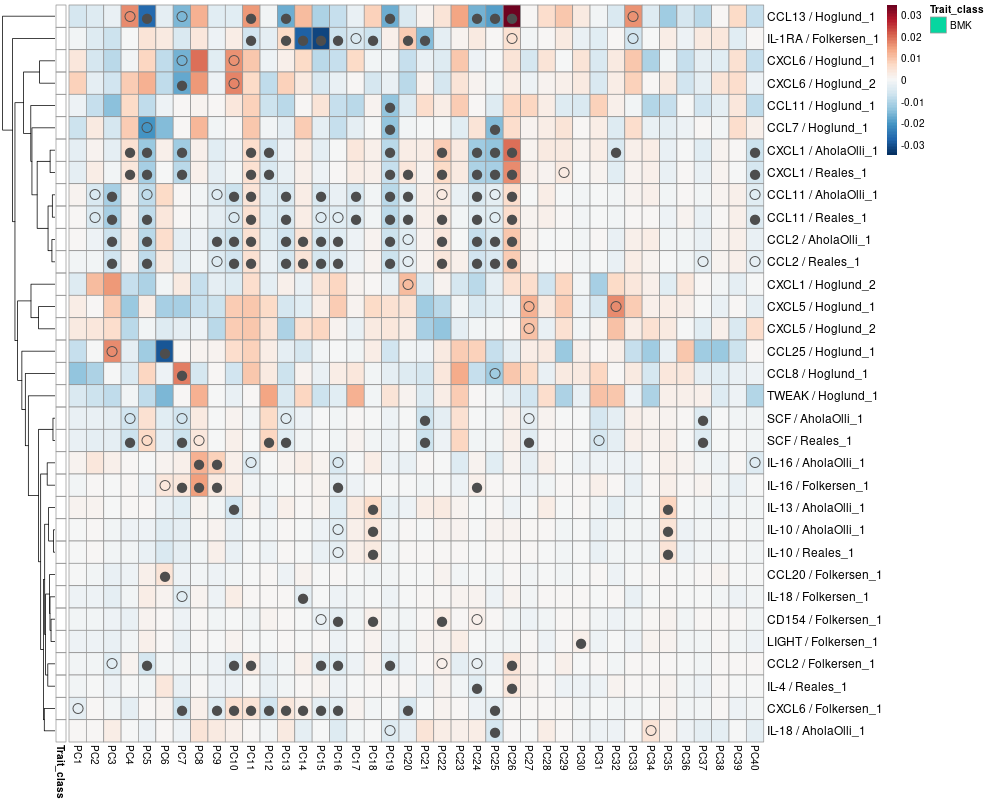 CCL13 / Hoglund_1
IL-1RA / Folkersen_1
CXCL6 / Hoglund_1
CXCL6 / Hoglund_2
CCL11 / Hoglund_1
CCL7 / Hoglund_1
CXCL1 / AholaOlli_1
CXCL1 / Reales_1
CCL11 / AholaOlli_1
CCL11 / Reales_1
CCL2 / AholaOlli_1
CCL2 / Reales_1
CXCL1 / Hoglund_2
CXCL5 / Hoglund_1
CXCL5 / Hoglund_2
CCL25 / Hoglund_1
CCL8 / Hoglund_1
TWEAK / Hoglund_1
SCF / AholaOlli_1
SCF / Reales_1
IL-16 / AholaOlli_1
IL-16 / Folkersen_1
IL-13 / AholaOlli_1
IL-10 / AholaOlli_1
IL-10 / Reales_1
CCL20 / Folkersen_1
IL-18 / Folkersen_1
CD154 / Folkersen_1
LIGHT / Folkersen_1
CCL2 / Folkersen_1
IL-4 / Reales_1
CXCL6 / Folkersen_1
IL-18 / AholaOlli_1
Trait_class
PC1
PC2
PC3
PC4
PC5
PC6
PC7
PC8
PC9
PC10
PC11
PC12
PC13
PC14
PC15
PC16
PC17
PC18
PC19
PC20
PC21
PC22
PC23
PC24
PC25
PC26
PC27
PC28
PC29
PC30
PC31
PC32
PC33
PC34
PC35
PC36
PC37
PC38
PC39
PC40
0.03
0.02
0.01
0
-0.01
-0.02
-0.03
Trait_class
BMK